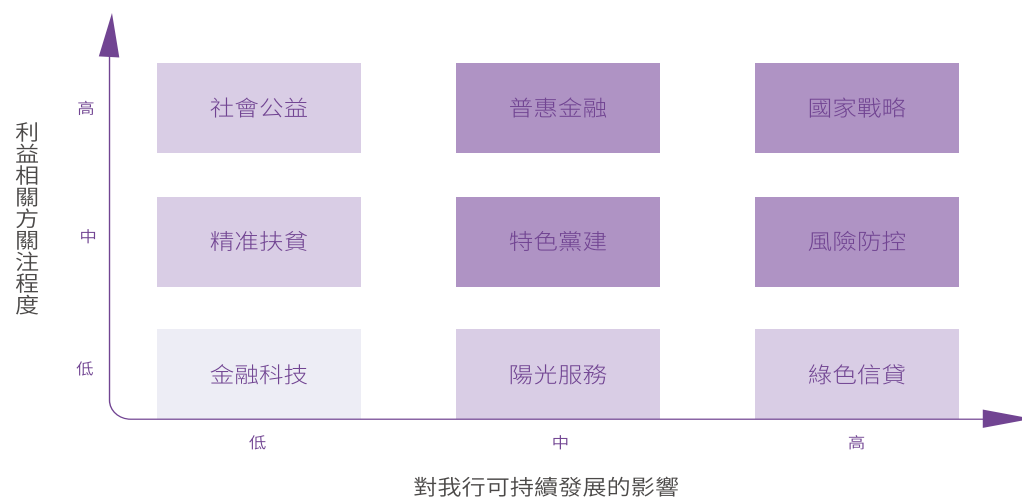 利益相關方關注程度
高
社會公益
普惠金融
國家戰略
中
精准扶貧
特色黨建
風險防控
低
金融科技
陽光服務
綠色信貸
低
中
高
對我行可持續發展的影響